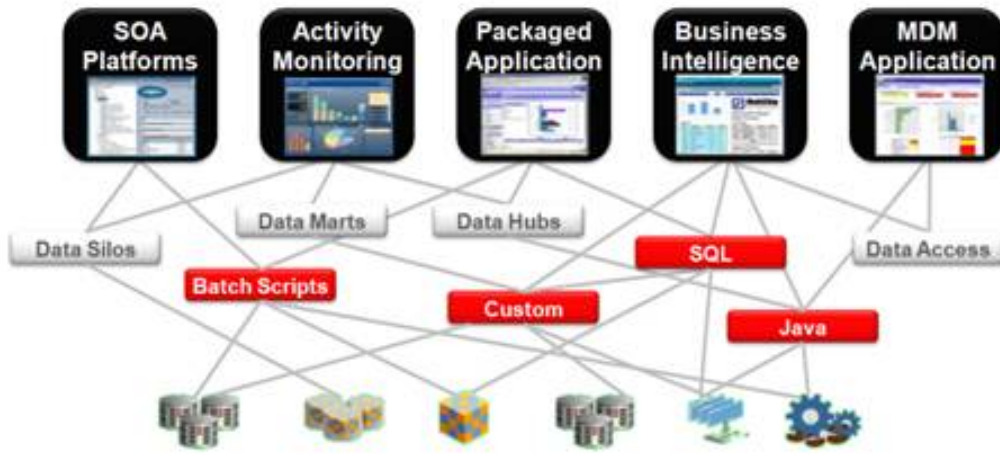 SOA
Platforms
Activity
Monitoring
Packaged
Application
Business
Intelligence
MDM
Application
Data Silos
Data Marts
Data Hubs
SQL
Data Access
Batch Scripts
Custom
Java